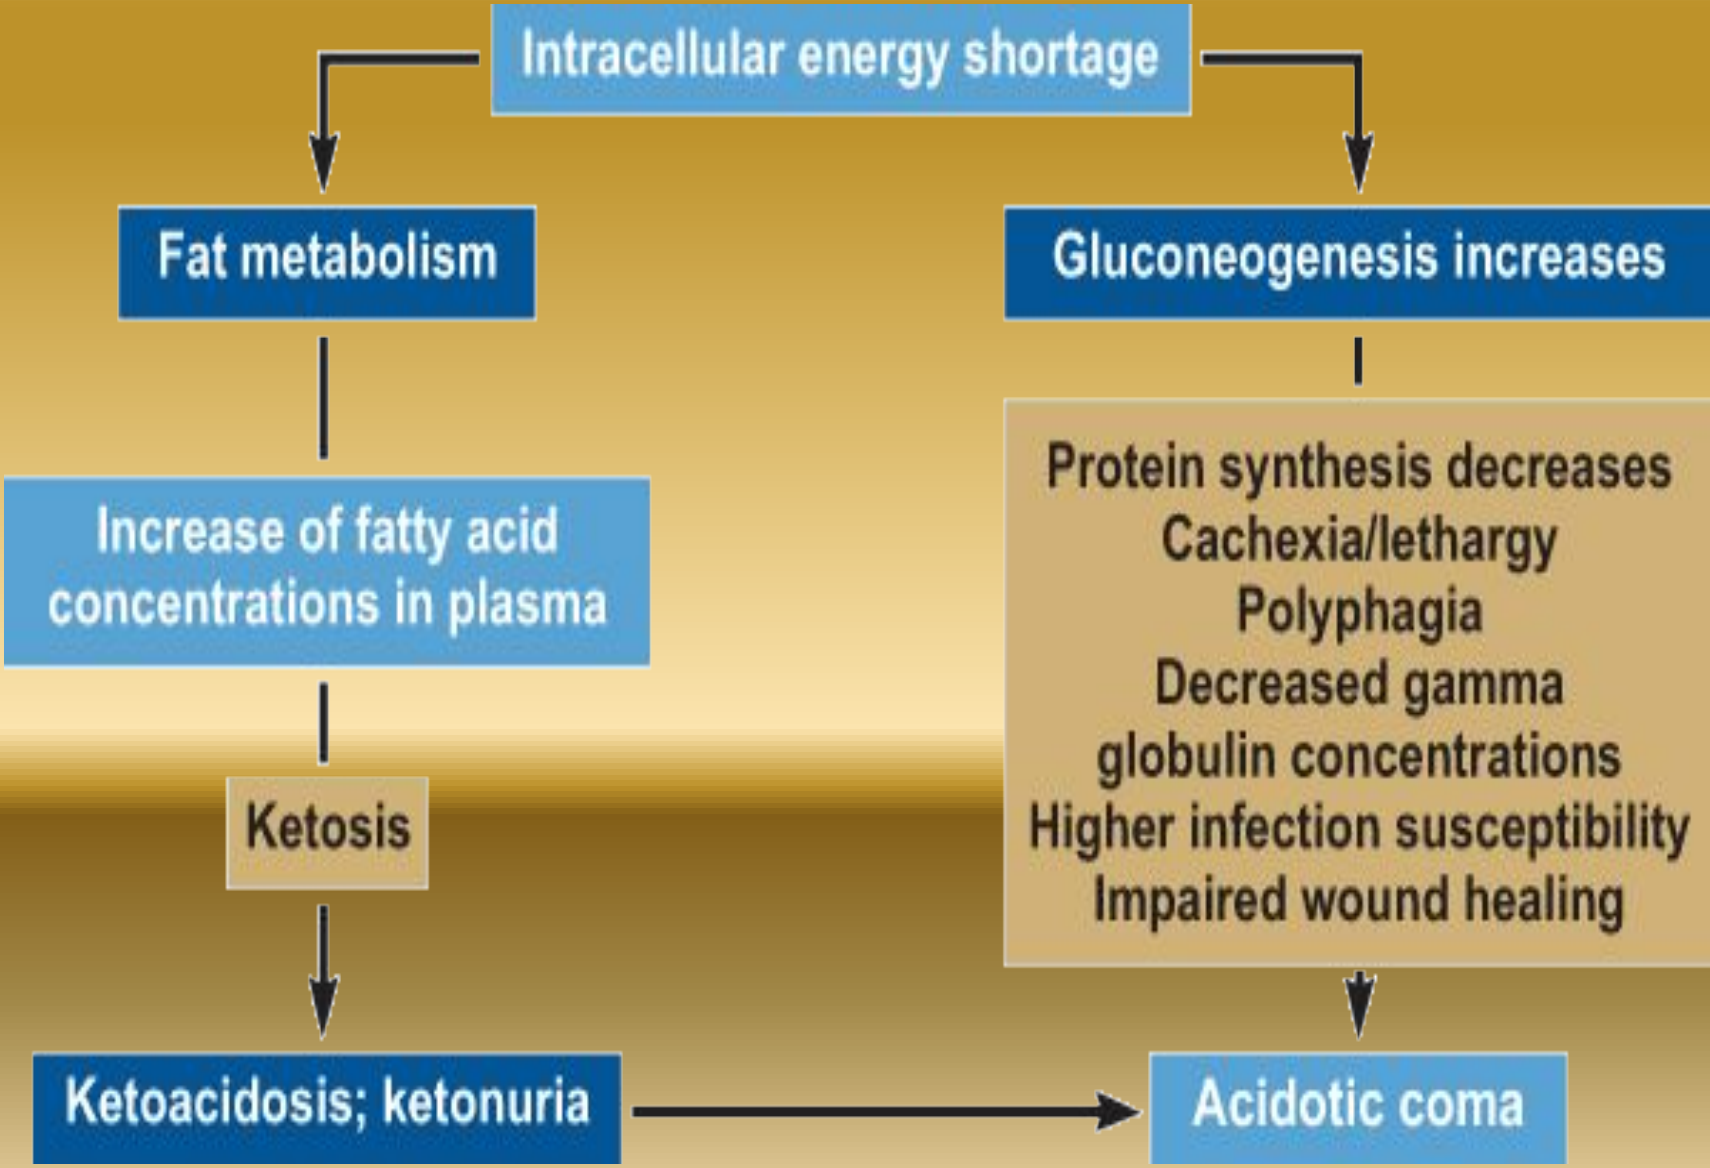 Intracellular energy shortage
Fat metabolism
Gluconeogenesis increases
Increase of fatty acid
concentrations in plasma
Ketosis
Protein synthesis decreases
Cachexia/lethargy
Polyphagia
Decreased gamma
globulin concentrations
Higher infection susceptibility
Impaired wound healing
Ketoacidosis; ketonuria
Acidotic coma